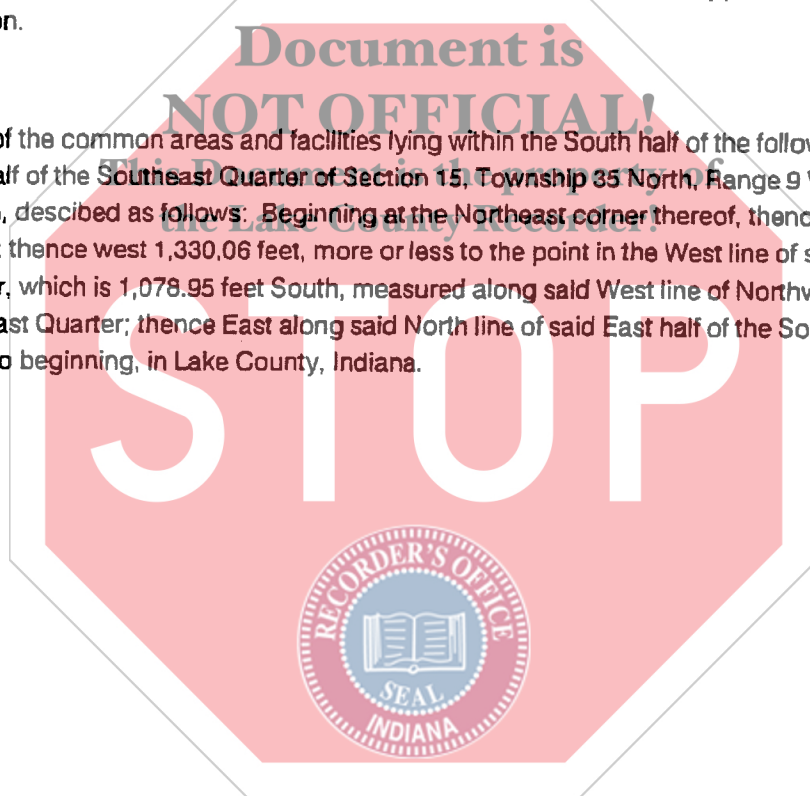 on.
Document is
NOT OFFICIAL!
of the common areas and facilities lying within the South half of the follow
This Document is the property of
alf of the Southeast Quarter of Section 15, Township 35 North, Range 9
the Lake County Recorder!
, descibed as follows: Beginning at the Northeast corner thereof, thenc
thence west 1,330.06 feet, more or less to the point in the West line of s
r, which is 1,078.95 feet South, measured along said West line of Northw
ast Quarter; thence East along said North line of said East half of the So
o beginning, in Lake County, Indiana.
STOP
RECORDER'S OFFICE
SEAL
INDIANA